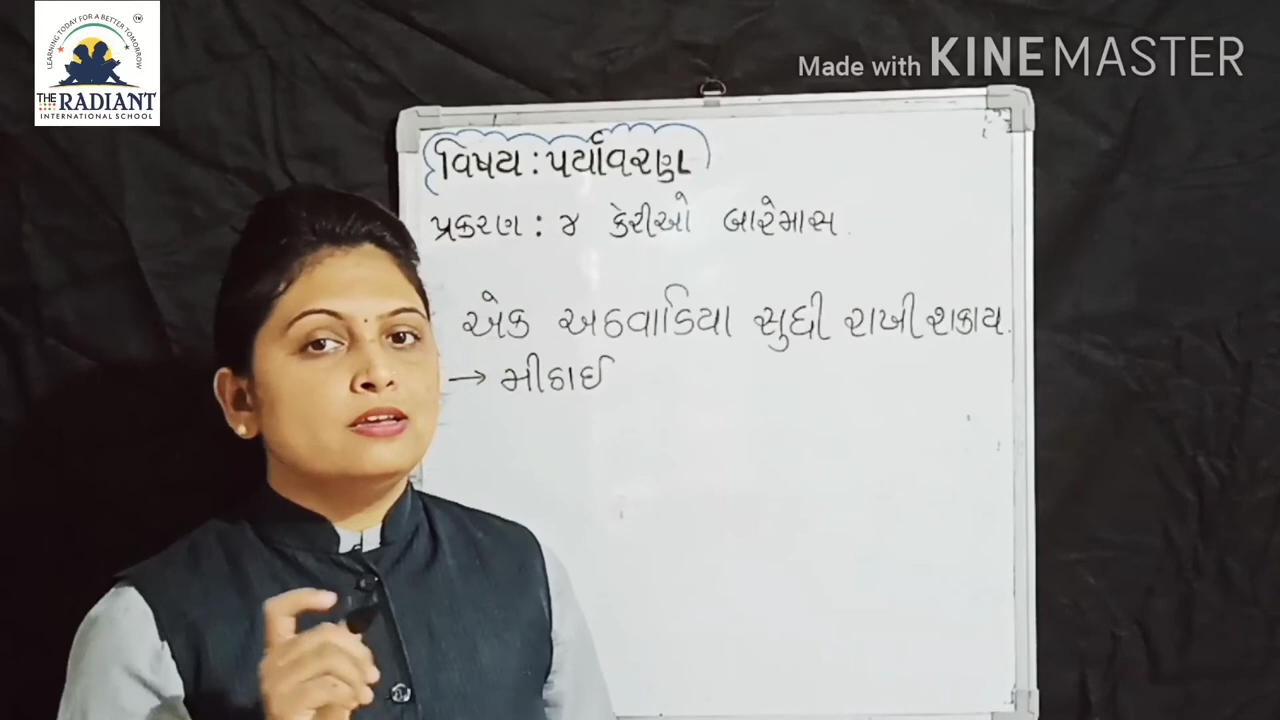 LEARNING TODAY FOR A BETTER TOMORROW
TM
THE RADIANT
INTERNATIONAL SCHOOL
Made with KINEMASTER
વિષય : પર્યાવરણ
પ્રકરણ : ૪ કેરીઓ બારેમાસ
એક અઠવાડિયા સુધી રાખી શકાય.
→ મીઠાઈ